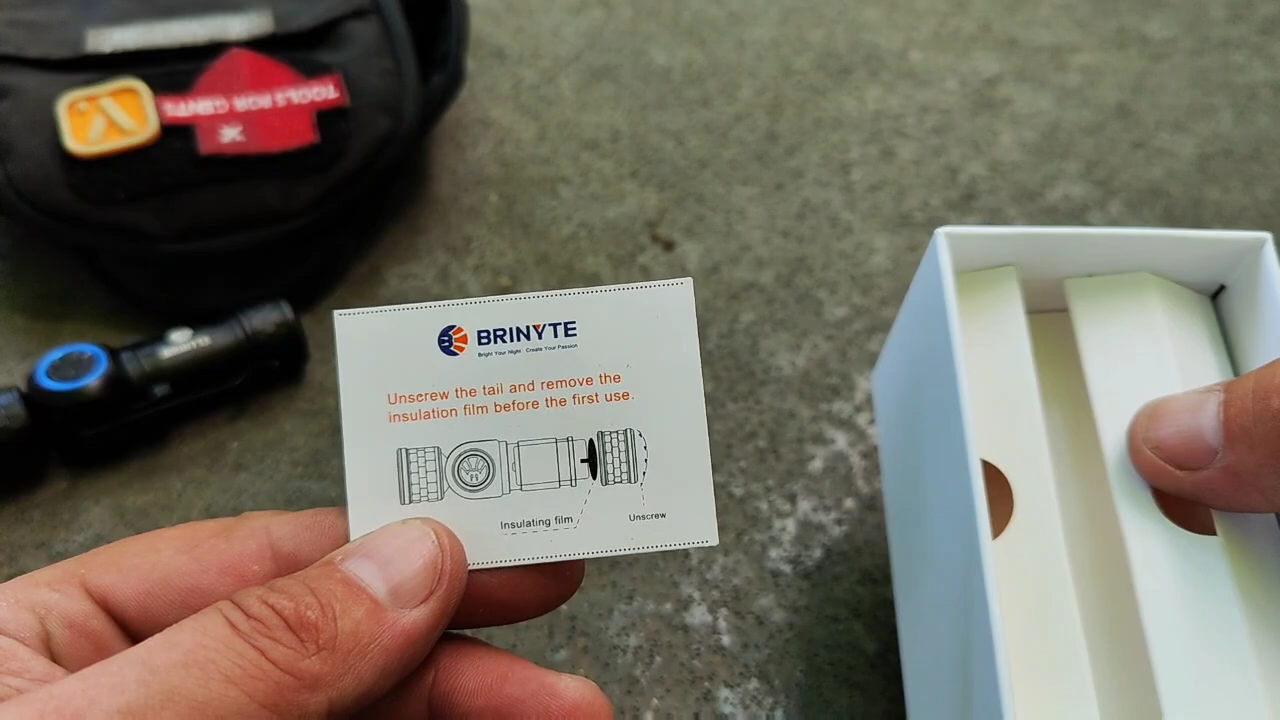 TOOLS FOR CENTS
BRINYTE
BRINYTE
Bright Your Night · Create Your Passion
Unscrew the tail and remove the
insulation film before the first use.
Insulating film
Unscrew